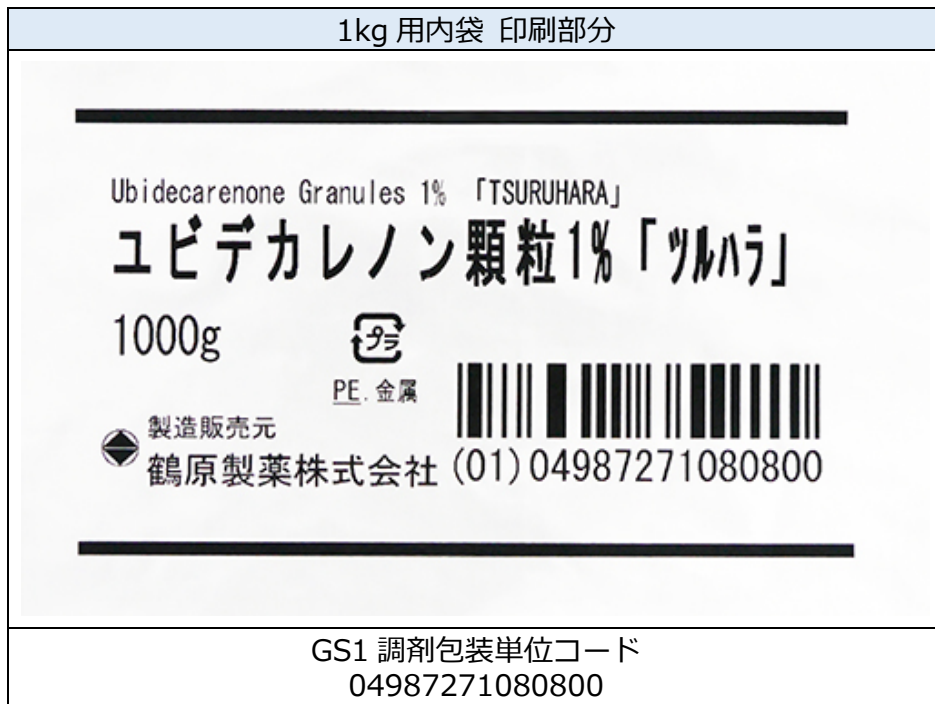 1kg 用内袋 印刷部分
Ubidecarenone Granules 1% 「TSURUHARA」
ユビデカレノン顆粒1%「ツルハラ」
1000g
プラ
PE. 金属
製造販売元
鶴原製薬株式会社
(01)04987271080800
GS1 調剤包装単位コード
04987271080800